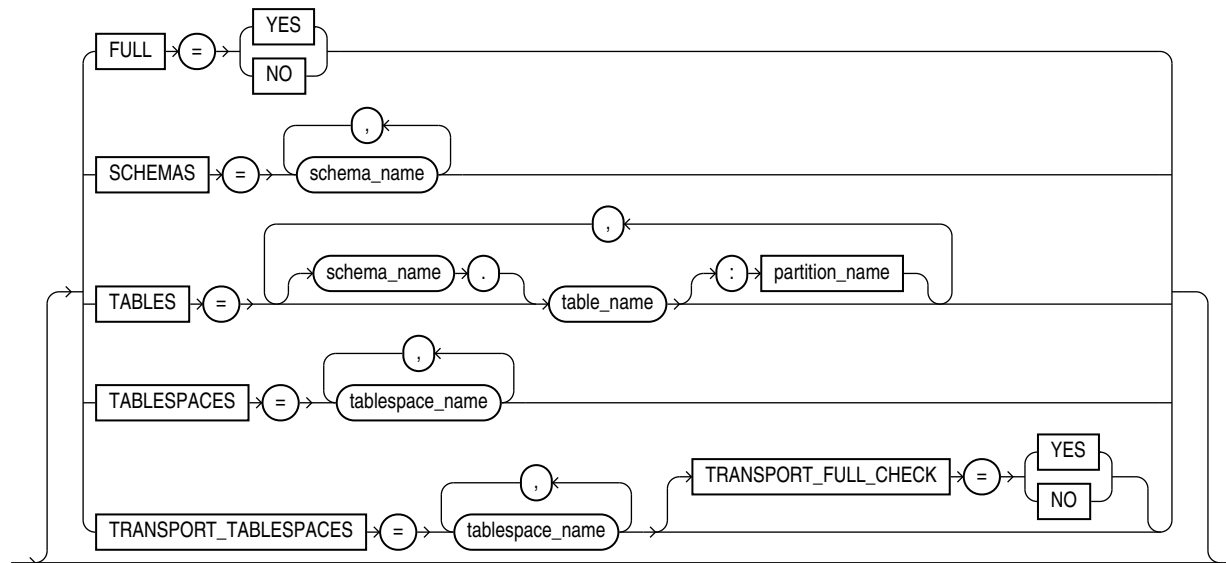 FULL = YES
NO
,
SCHEMAS = schema_name
,
schema_name . : partition_name
TABLES = table_name
,
TABLESPACES = tablespace_name
YES
TRANSPORT_FULL_CHECK =
NO
,
TRANSPORT_TABLESPACES = tablespace_name